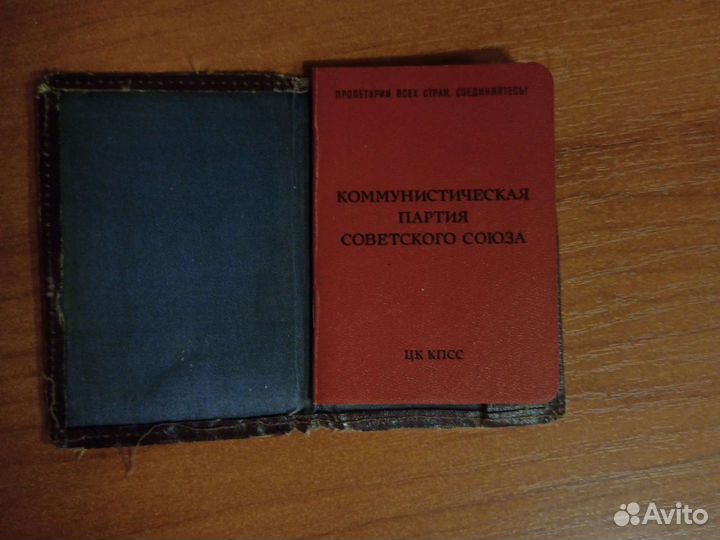 ПРОЛЕТАРИИ ВСЕХ СТРАН, СОЕДИНЯЙТЕСЬ!
КОММУНИСТИЧЕСКАЯ
ПАРТИЯ
СОВЕТСКОГО СОЮЗА
ЦК КПСС
Avito